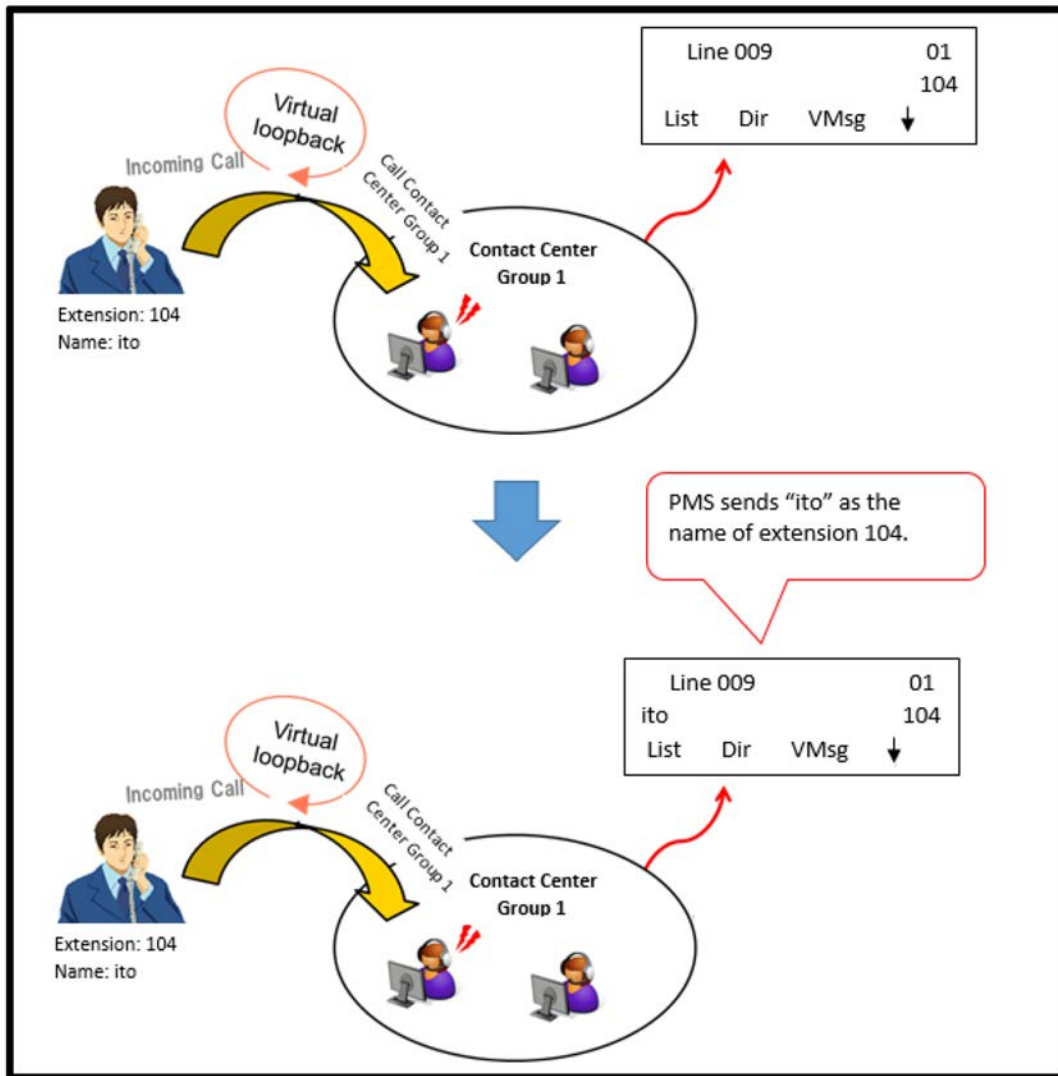 Line 009 01
104
List Dir VMsg ↓
Virtual
loopback
Incoming Call
Call Contact
Center Group 1
Contact Center
Group 1
Extension: 104
Name: ito
PMS sends “ito” as the
name of extension 104.
Line 009 01
ito 104
List Dir VMsg ↓
Virtual
loopback
Incoming Call
Call Contact
Center Group 1
Contact Center
Group 1
Extension: 104
Name: ito